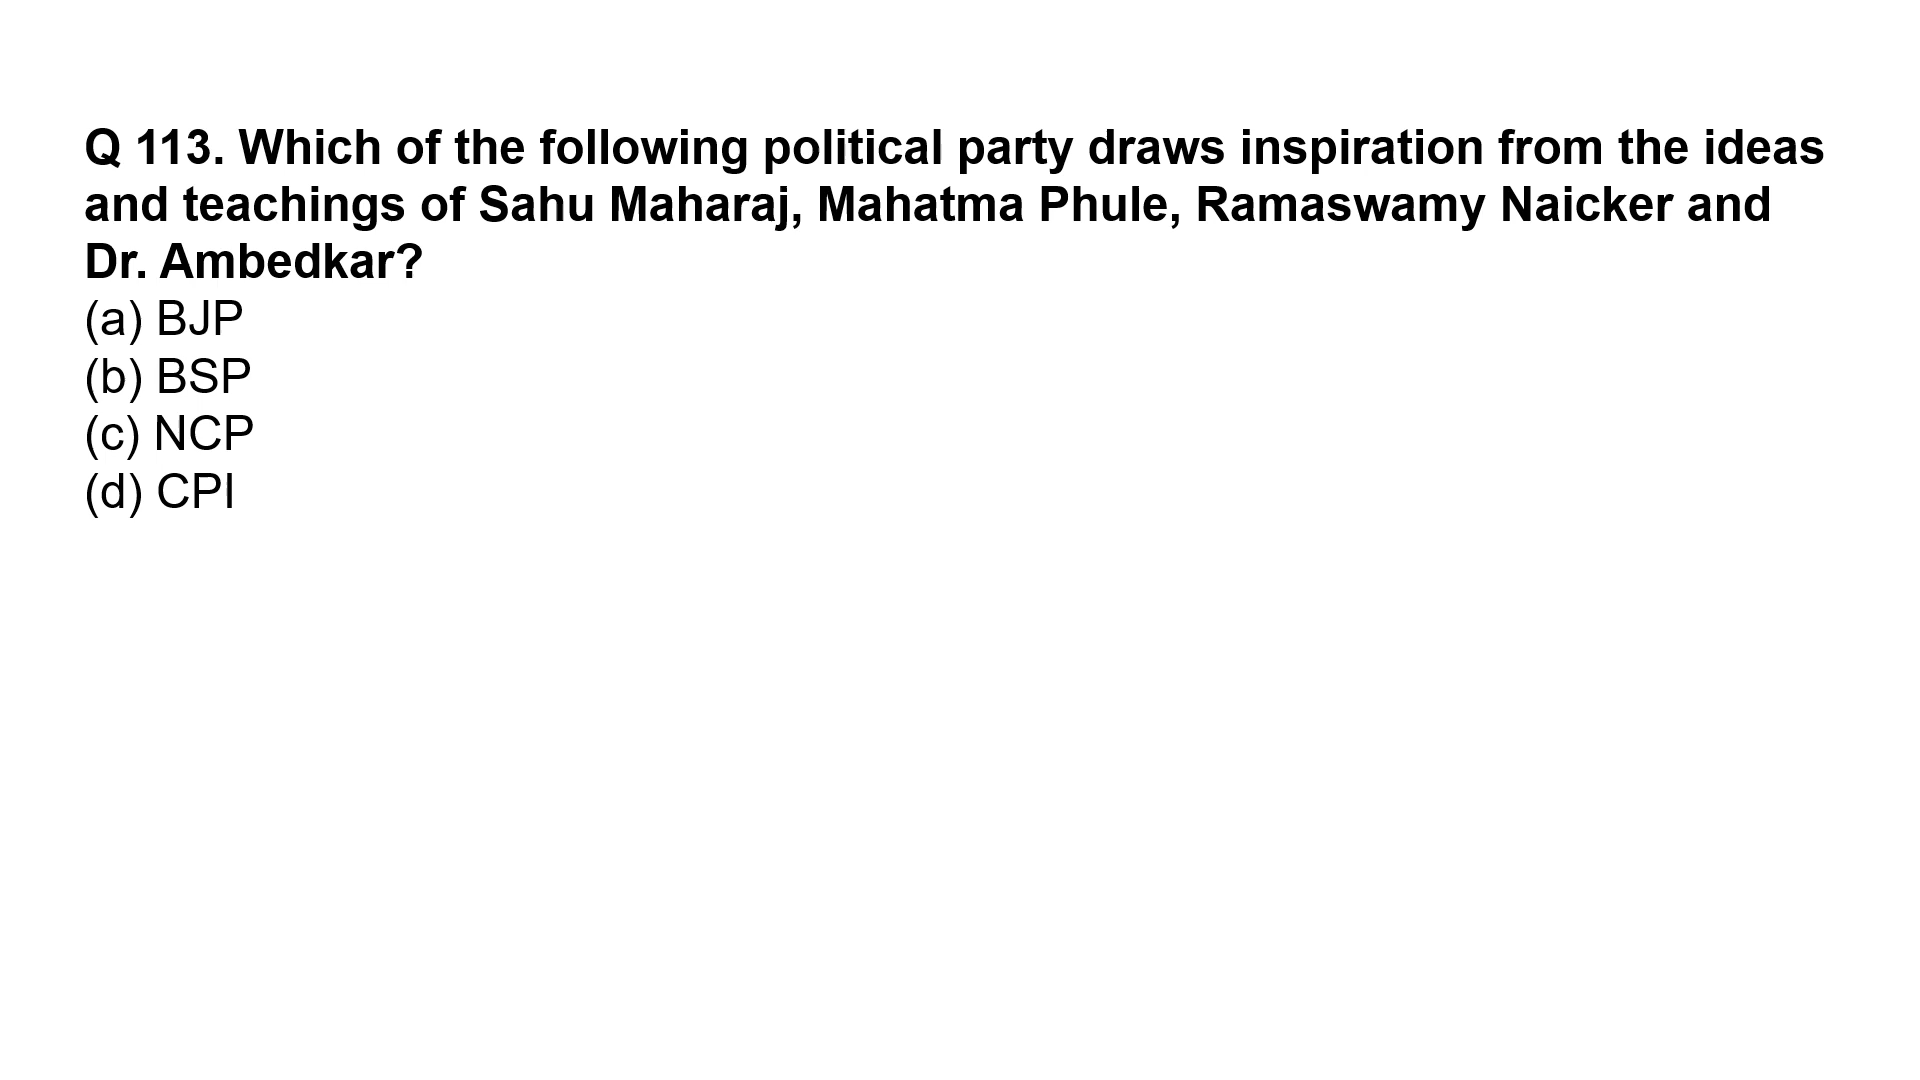 Q 113. Which of the following political party draws inspiration from the ideas
and teachings of Sahu Maharaj, Mahatma Phule, Ramaswamy Naicker and
Dr. Ambedkar?
(a) BJP
(b) BSP
(c) NCP
(d) CPI